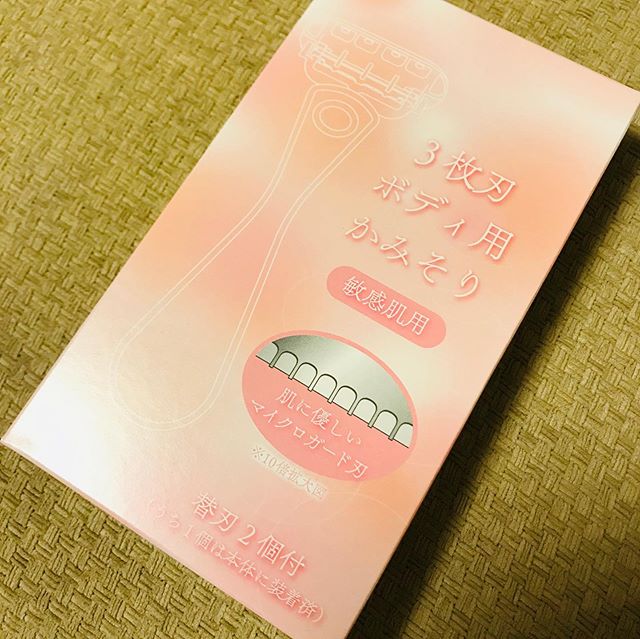 3枚刃
ボディ用
かみそり
敏感肌用
肌に優しい
マイクロガード刃
※10倍拡大図
替刃2個付
(うち1個は本体に装着済)